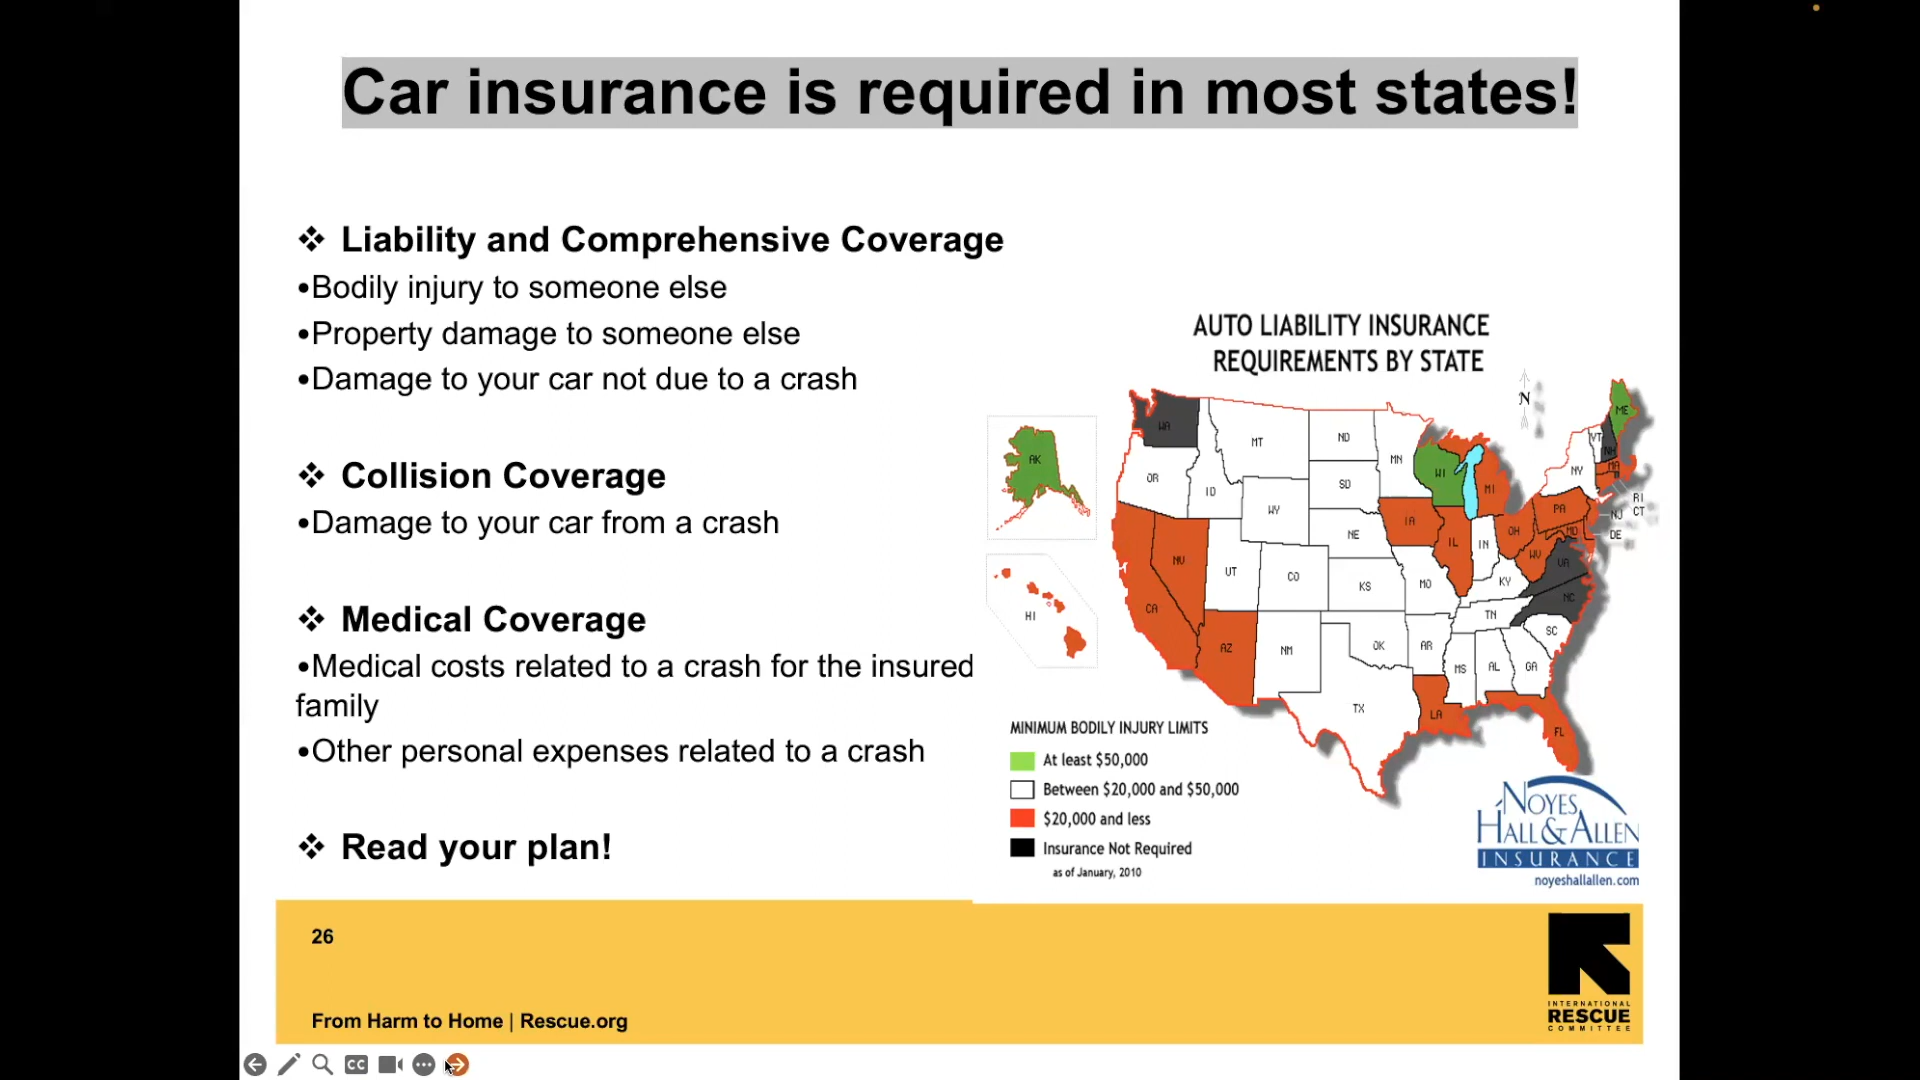 Car insurance is required in most states!
❖ Liability and Comprehensive Coverage
•Bodily injury to someone else
•Property damage to someone else
•Damage to your car not due to a crash
❖ Collision Coverage
•Damage to your car from a crash
❖ Medical Coverage
•Medical costs related to a crash for the insured
family
•Other personal expenses related to a crash
❖ Read your plan!
AUTO LIABILITY INSURANCE
REQUIREMENTS BY STATE
N
AK
HI
WA
OR
CA
NV
ID
MT
WY
UT
AZ
CO
NM
ND
SD
NE
KS
OK
TX
MN
IA
MO
AR
LA
WI
IL
MI
IN
OH
KY
TN
MS
AL
GA
FL
SC
NC
VA
WV
PA
MD
NY
VT
NH
ME
MA
RI
CT
NJ
DE
MINIMUM BODILY INJURY LIMITS
At least $50,000
Between $20,000 and $50,000
$20,000 and less
Insurance Not Required
as of January, 2010
NOYES
HALL & ALLEN
INSURANCE
noyeshallallen.com
26
From Harm to Home | Rescue.org
INTERNATIONAL
RESCUE
COMMITTEE
CC